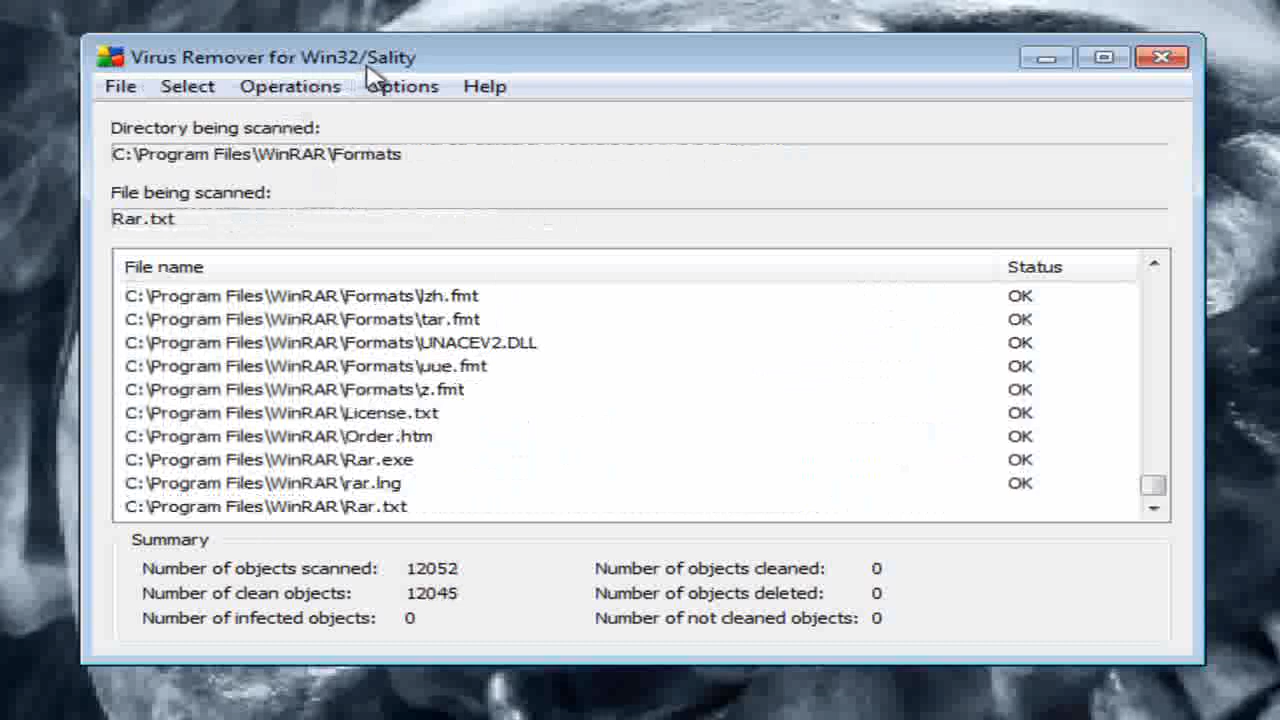 Virus Remover for Win32/Sality
File Select Operations Options Help
Directory being scanned:
C:\Program Files\WinRAR\Formats
File being scanned:
Rar.txt
File name Status
C:\Program Files\WinRAR\Formats\lzh.fmt OK
C:\Program Files\WinRAR\Formats\tar.fmt OK
C:\Program Files\WinRAR\Formats\UNACEV2.DLL OK
C:\Program Files\WinRAR\Formats\uue.fmt OK
C:\Program Files\WinRAR\Formats\z.fmt OK
C:\Program Files\WinRAR\License.txt OK
C:\Program Files\WinRAR\Order.htm OK
C:\Program Files\WinRAR\Rar.exe OK
C:\Program Files\WinRAR\rar.lng OK
C:\Program Files\WinRAR\Rar.txt
Summary
Number of objects scanned: 12052 Number of objects cleaned: 0
Number of clean objects: 12045 Number of objects deleted: 0
Number of infected objects: 0 Number of not cleaned objects: 0